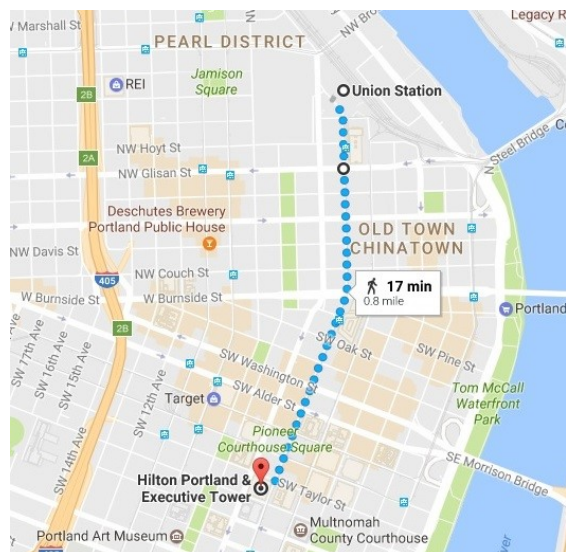 W Marshall St
NW Bro
Legacy R
PEARL DISTRICT
Jamison
Square
REI
2B
Union Station
NW Hoyt St
2A
NW Glisan St
N Steel Bridge
Deschutes Brewery
Portland Public House
OLD TOWN
CHINATOWN
NW Davis St
NW Couch St
405
17 min
0.8 mile
W Burnside St
W Burnside St
Portland
2B
SW 17th Ave
SW 16th Ave
SW 15th Ave
SW Oak St
SW Pine St
SW Washington St
SW 12th Ave
SW Alder St
Target
Tom McCall
Waterfront
Park
SW 14th Ave
Pioneer
Courthouse Square
SE Morrison Bridge
Hilton Portland &
Executive Tower
SW Taylor St
Portland Art Museum
Multnomah
County Courthouse
ver